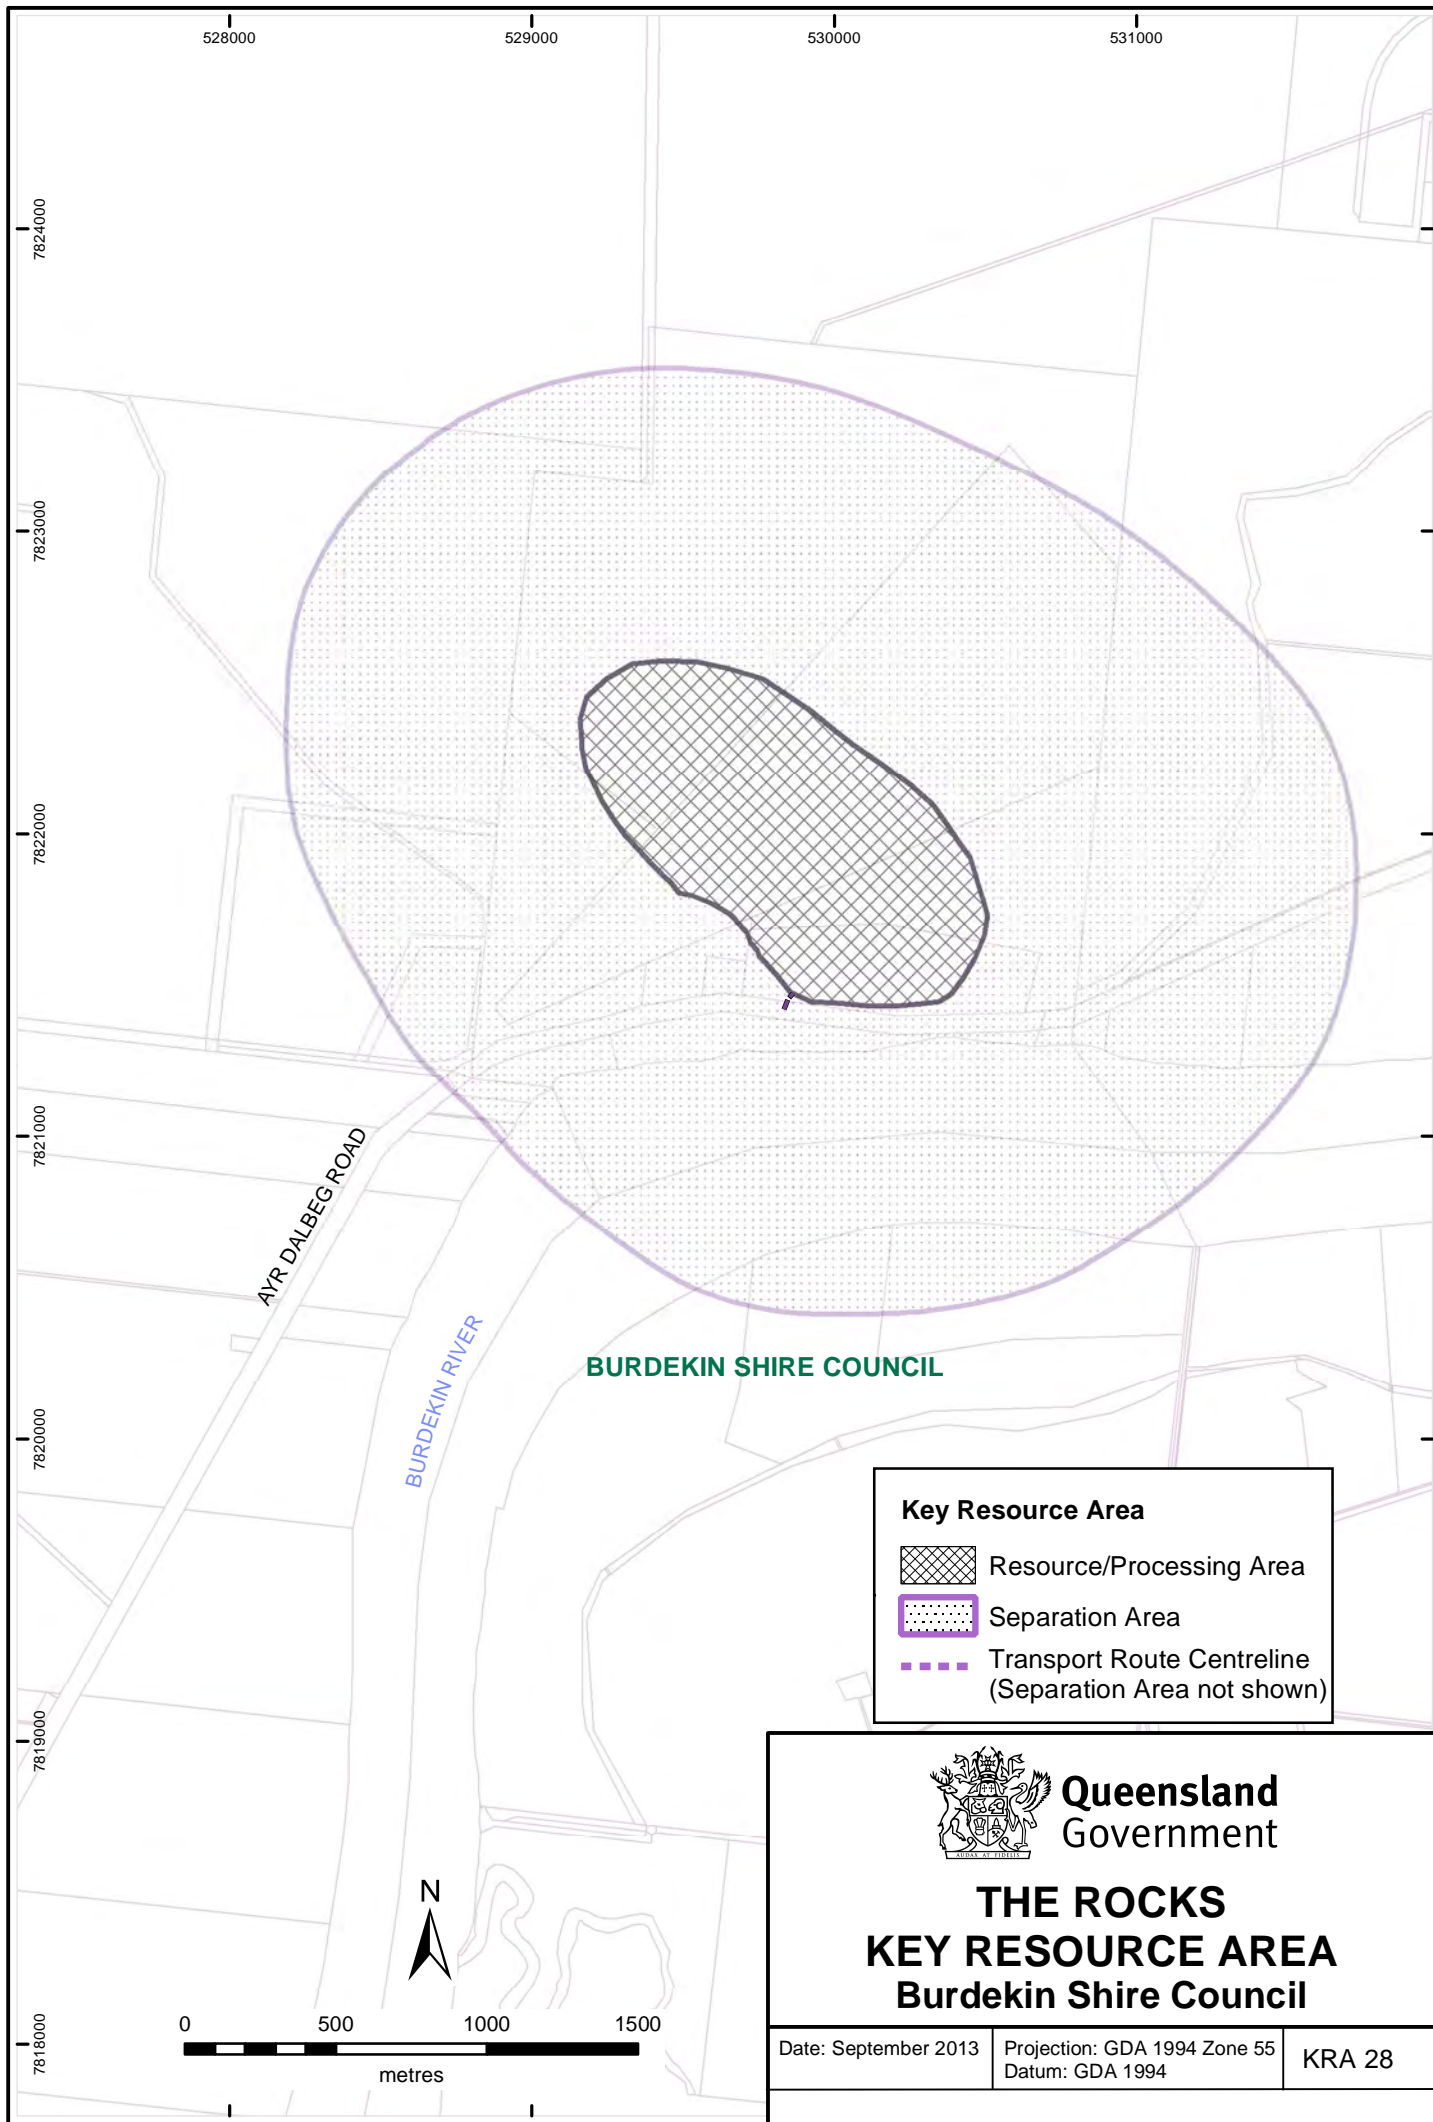 528000
529000
530000
531000
7824000
7823000
7822000
7821000
7820000
7819000
7818000
AYR DALBEG ROAD
BURDEKIN RIVER
BURDEKIN SHIRE COUNCIL
Key Resource Area
Resource/Processing Area
Separation Area
Transport Route Centreline
(Separation Area not shown)
AUDAX AT FIDELIS
Queensland
Government
THE ROCKS
KEY RESOURCE AREA
Burdekin Shire Council
Date: September 2013
Projection: GDA 1994 Zone 55
Datum: GDA 1994
KRA 28
N
0 500 1000 1500
metres